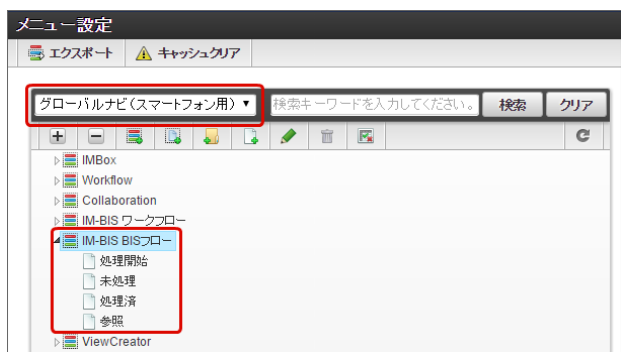 メニュー設定
エクスポート キャッシュクリア
グローバルナビ(スマートフォン用) 検索キーワードを入力してください。 検索 クリア
IMBox
Workflow
Collaboration
IM-BIS ワークフロー
IM-BIS BISフロー
処理開始
未処理
処理済
参照
ViewCreator